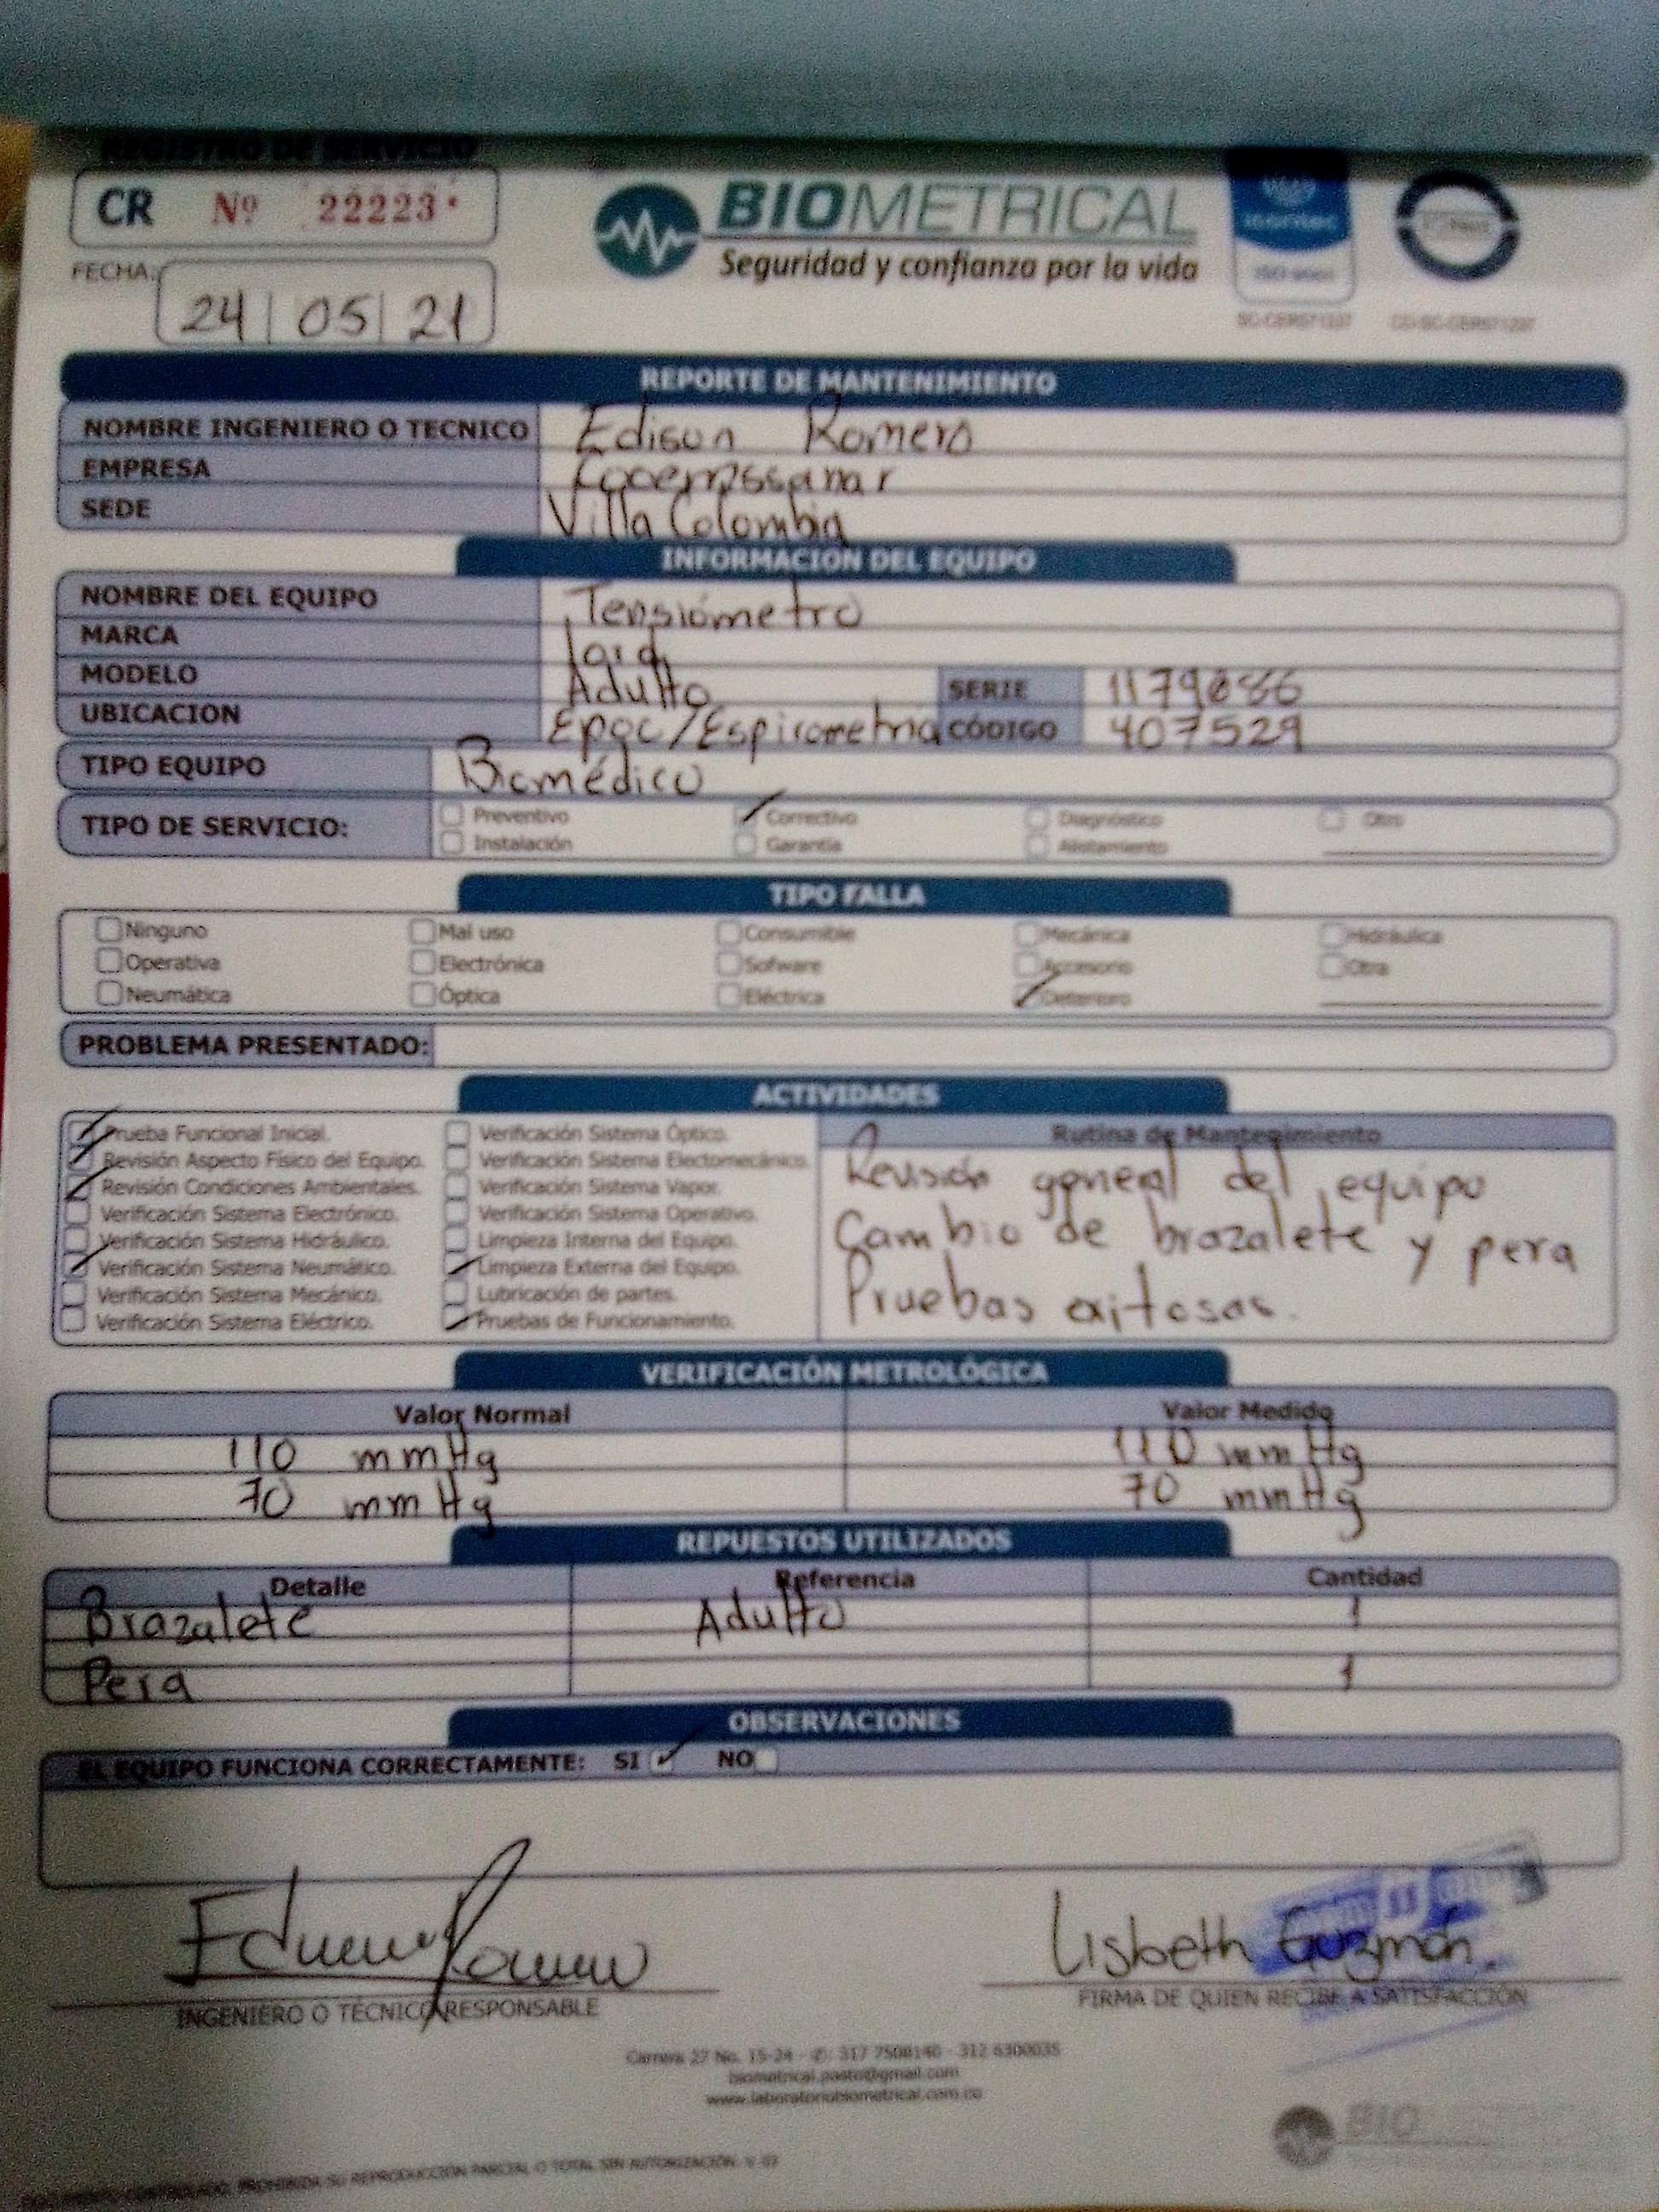 REGISTRO DE SERVICIO
CR Nº 22223
FECHA:
24 | 05 | 21
BIOMETRICAL
Seguridad y confianza por la vida
icontec
ISO 9001
SC-CER571237
CO-SC-CER571237
REPORTE DE MANTENIMIENTO
NOMBRE INGENIERO O TECNICO Edison Romero
EMPRESA
SEDE Villa Colombia
INFORMACION DEL EQUIPO
NOMBRE DEL EQUIPO Tensiómetro
MARCA
MODELO Adulto SERIE
UBICACION Epoc/Espirometria CÓDIGO 407529
TIPO EQUIPO Biomédico
TIPO DE SERVICIO: Preventivo Correctivo Diagnóstico Otro
Instalación Garantía Alistamiento
TIPO FALLA
Ninguno Mal uso Consumible Mecánica Hidráulica
Operativa Electrónica Sofware Accesorio Otra
Neumática Óptica Eléctrica Deterioro
PROBLEMA PRESENTADO:
ACTIVIDADES
Prueba Funcional Inicial. Verificación Sistema Óptico. Rutina de Mantenimiento
Revisión Aspecto Físico del Equipo. Verificación Sistema Electomecánico. Revisión general del equipo
Revisión Condiciones Ambientales. Verificación Sistema Vapor.
Verificación Sistema Electrónico. Verificación Sistema Operativo. Cambio de brazalete y pera
Verificación Sistema Hidráulico. Limpieza Interna del Equipo.
Verificación Sistema Neumático. Limpieza Externa del Equipo. Pruebas exitosas.
Verificación Sistema Mecánico. Lubricación de partes.
Verificación Sistema Eléctrico. Pruebas de Funcionamiento.
VERIFICACIÓN METROLÓGICA
Valor Normal Valor Medido
110 mmHg 110 mmHg
70 mmHg 70 mmHg
REPUESTOS UTILIZADOS
Detalle Referencia Cantidad
Brazalete Adulto 1
Pera 1
OBSERVACIONES
EL EQUIPO FUNCIONA CORRECTAMENTE: SI NO
Lisbeth Guzmán.
INGENIERO O TÉCNICO RESPONSABLE FIRMA DE QUIEN RECIBE A SATISFACCIÓN
Carrera 27 No. 15-24 - 317 7508140 - 312 6300035
biometrical.pasto@gmail.com
www.laboratoriobiometrical.com.co
BIO
DOCUMENTO CONTROLADO, PROHIBIDA SU REPRODUCCIÓN PARCIAL O TOTAL SIN AUTORIZACIÓN. V. 03